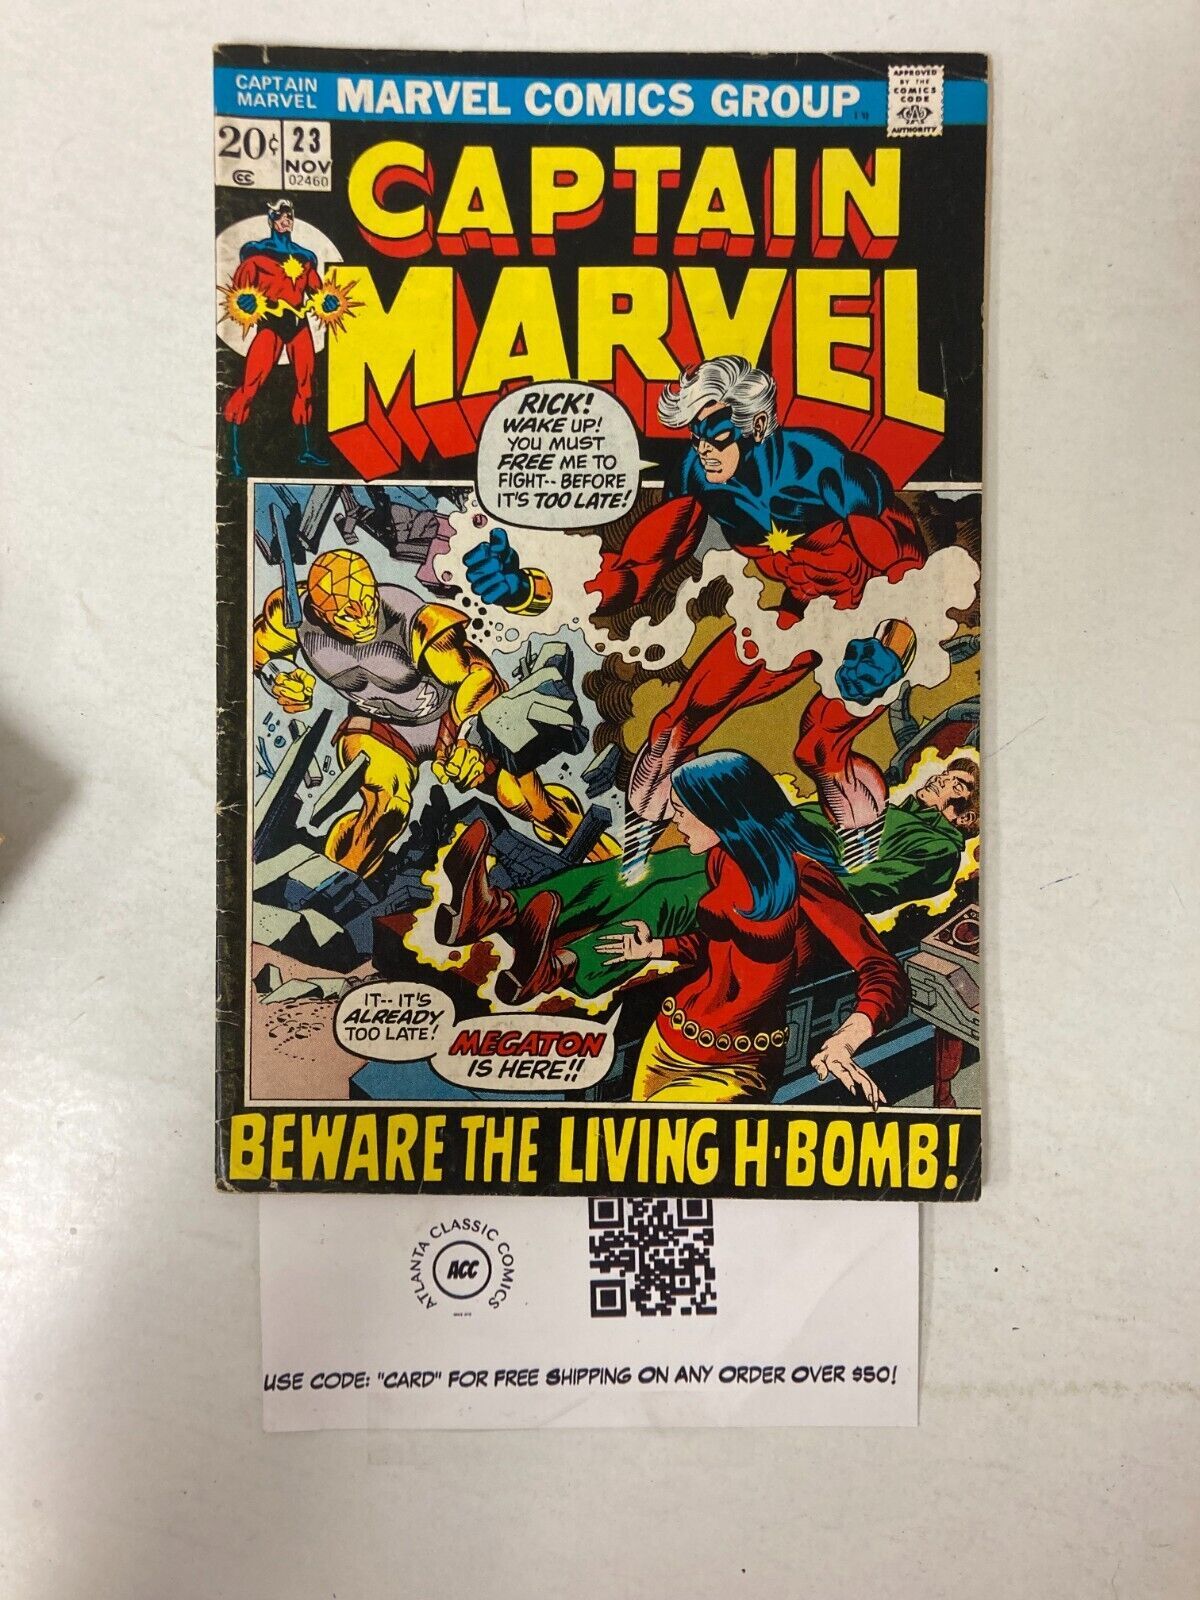 CAPTAIN
MARVEL
MARVEL COMICS GROUP
APPROVED
BY THE
COMICS
CODE
AUTHORITY
20¢
23
NOV
02460
CC
CAPTAIN
MARVEL
RICK!
WAKE UP!
YOU MUST
FREE ME TO
FIGHT-- BEFORE
IT'S TOO LATE!
IT-- IT'S
ALREADY
TOO LATE!
MEGATON
IS HERE!!
BEWARE THE LIVING H-BOMB!
ATLANTA CLASSIC COMICS
ACC
USE CODE: "CARD" FOR FREE SHIPPING ON ANY ORDER OVER $50!